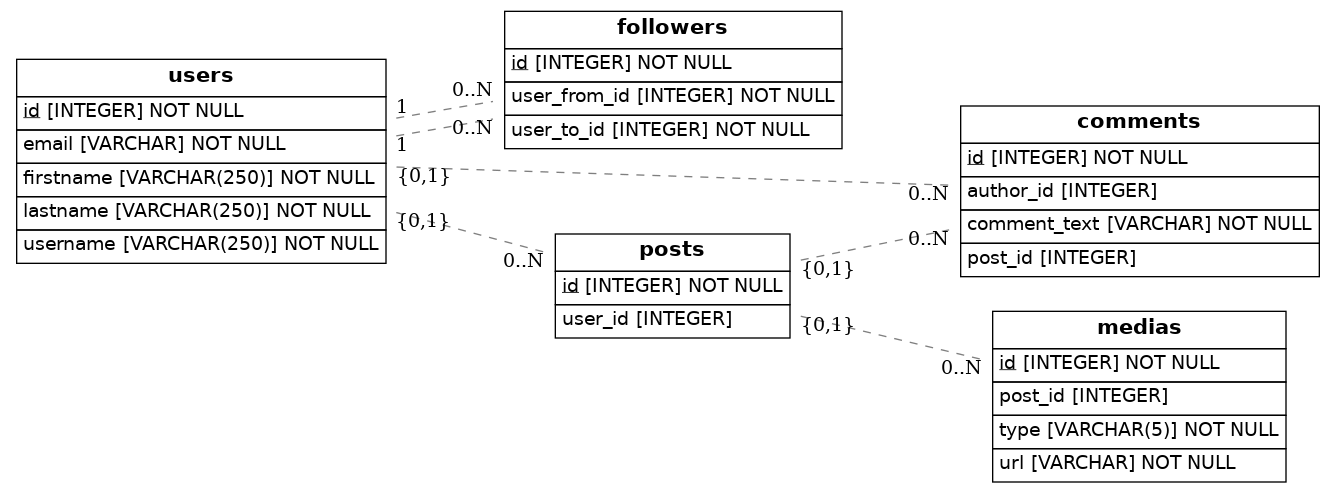 users
id [INTEGER] NOT NULL
email [VARCHAR] NOT NULL
firstname [VARCHAR(250)] NOT NULL
lastname [VARCHAR(250)] NOT NULL
username [VARCHAR(250)] NOT NULL
followers
id [INTEGER] NOT NULL
user_from_id [INTEGER] NOT NULL
user_to_id [INTEGER] NOT NULL
comments
id [INTEGER] NOT NULL
author_id [INTEGER]
comment_text [VARCHAR] NOT NULL
post_id [INTEGER]
posts
id [INTEGER] NOT NULL
user_id [INTEGER]
medias
id [INTEGER] NOT NULL
post_id [INTEGER]
type [VARCHAR(5)] NOT NULL
url [VARCHAR] NOT NULL
0..N
1
0..N
1
{0,1}
0..N
{0,1}
0..N
0..N
{0,1}
{0,1}
0..N